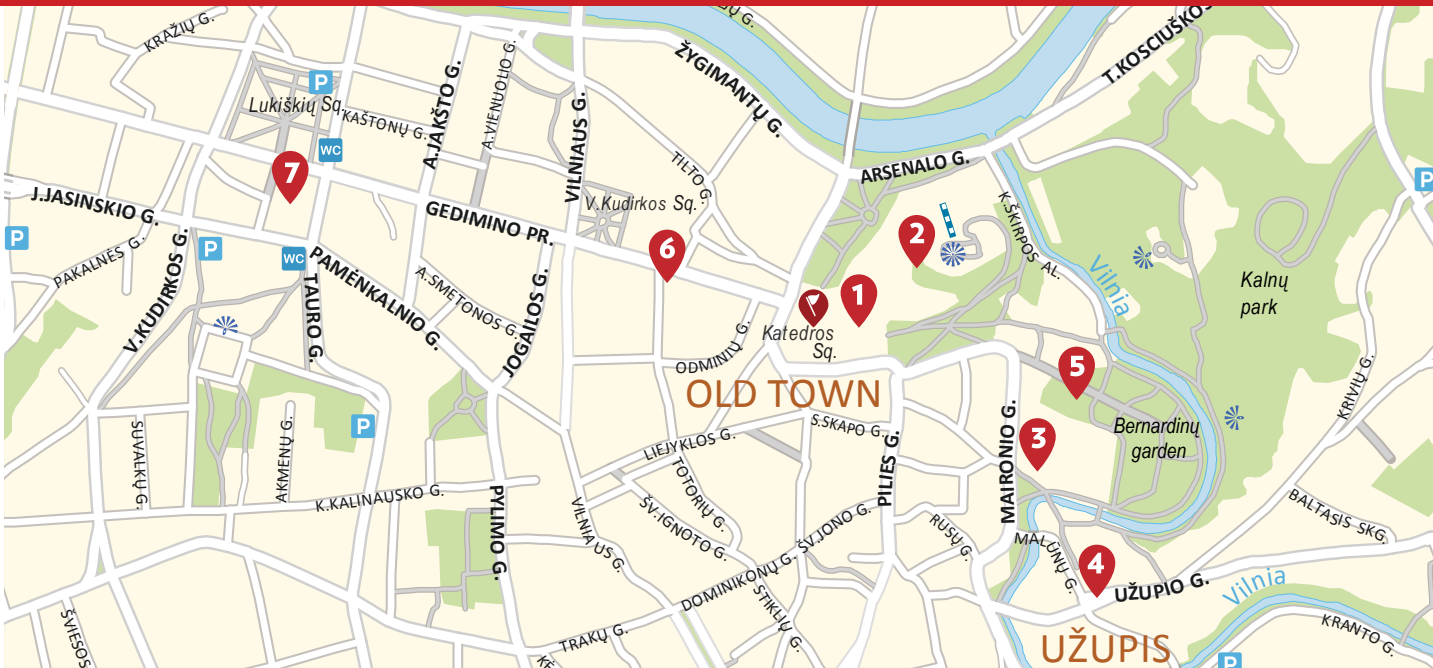 KRAŽIŲ G.
Ų G.
T.KOSCIUŠKOS
ŽYGIMANTŲ G.
P
Lukiškių Sq.
KAŠTONŲ G.
A.JAKŠTO G.
A.VIENUOLIO G.
VILNIAUS G.
WC
TILTO G.
ARSENALO G.
7
J.JASINSKIO G.
V.Kudirkos Sq.
GEDIMINO PR.
K.ŠKIRPOS AL.
P
P
P
2
6
WC
PAKALNĖS G.
PAMĖNKALNIO G.
A.SMETONOS G.
Vilnia
Kalnų
park
V.KUDIRKOS G.
TAURO G.
JOGAILOS G.
1
Katedros
Sq.
ODMINIŲ G.
5
OLD TOWN
KRIVIŲ G.
P
SUVALKŲ G.
AKMENŲ G.
LIEJYKLOS G.
S.SKAPO G.
3
MAIRONIO G.
Bernardinų
garden
PILIES G.
TOTORIŲ G.
K.KALINAUSKO G.
PYLIMO G.
VILNIAUS G.
ŠV.IGNOTO G.
ŠV.JONO G.
RUSŲ G.
BALTASIS SKG.
MALŪNŲ G.
4
DOMINIKONŲ G.
STIKLIŲ G.
UŽUPIO G.
Vilnia
ŠVIESOS
TRAKŲ G.
KĖ
UŽUPIS
KRANTO G.
P